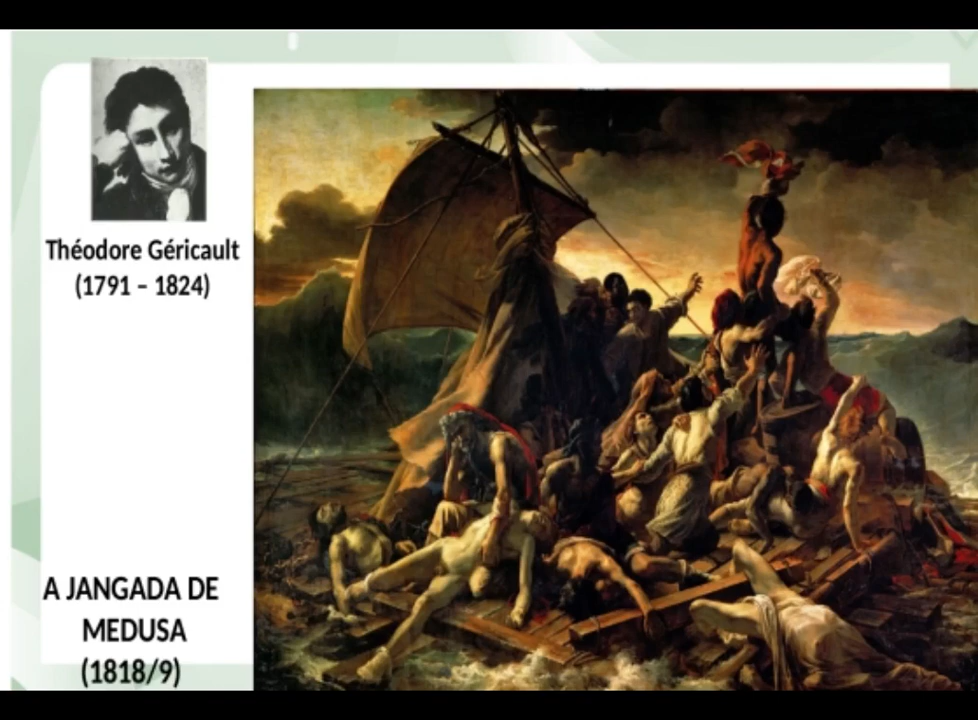 Théodore Géricault
(1791 – 1824)
A JANGADA DE
MEDUSA
(1818/9)